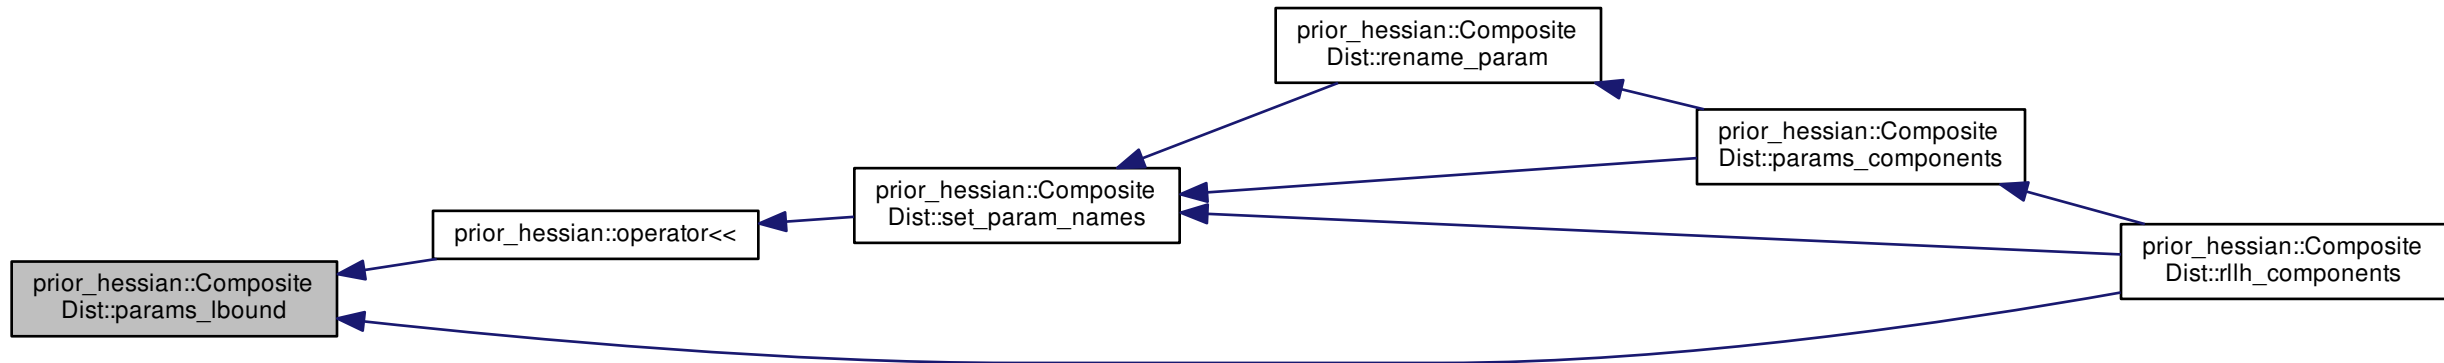 prior_hessian::Composite
Dist::rename_param
prior_hessian::Composite
Dist::params_components
prior_hessian::Composite
Dist::set_param_names
prior_hessian::operator<<
prior_hessian::Composite
Dist::rllh_components
prior_hessian::Composite
Dist::params_lbound